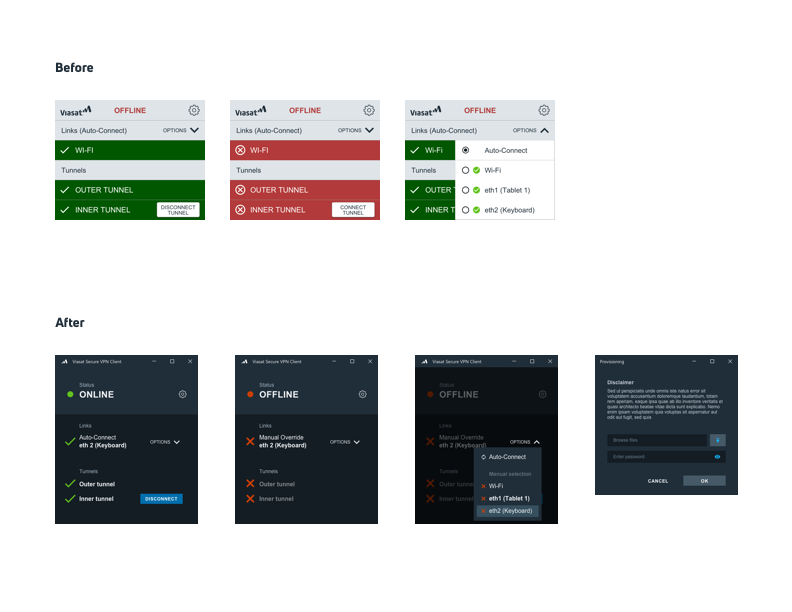 Before
Viasat OFFLINE
Links (Auto-Connect) OPTIONS
WI-FI
Tunnels
OUTER TUNNEL
INNER TUNNEL DISCONNECT TUNNEL
Viasat OFFLINE
Links (Auto-Connect) OPTIONS
WI-FI
Tunnels
OUTER TUNNEL
INNER TUNNEL CONNECT TUNNEL
Viasat OFFLINE
Links (Auto-Connect) OPTIONS
Wi-Fi Auto-Connect
Tunnels Wi-Fi
OUTER T eth1 (Tablet 1)
INNER T eth2 (Keyboard)
After
Viasat Secure VPN Client
Status
ONLINE
Links
Auto-Connect
eth 2 (Keyboard) OPTIONS
Tunnels
Outer tunnel
Inner tunnel DISCONNECT
Viasat Secure VPN Client
Status
OFFLINE
Links
Manual Override
eth 2 (Keyboard) OPTIONS
Tunnels
Outer tunnel
Inner tunnel
Viasat Secure VPN Client
Status
OFFLINE
Links
Manual Override
eth 2 (Keyboard) OPTIONS
Auto-Connect
Tunnels Manual selection
Outer tunne Wi-Fi
Inner tunnel eth1 (Tablet 1)
eth2 (Keyboard)
Provisioning
Disclaimer
Sed ut perspiciatis unde omnis iste natus error sit
voluptatem accusantium doloremque laudantium, totam
rem aperiam, eaque ipsa quae ab illo inventore veritatis et
quasi architecto beatae vitae dicta sunt explicabo. Nemo
enim ipsam voluptatem quia voluptas sit aspernatur aut
odit aut fugit, sed quia
Browse files
Enter password
CANCEL OK